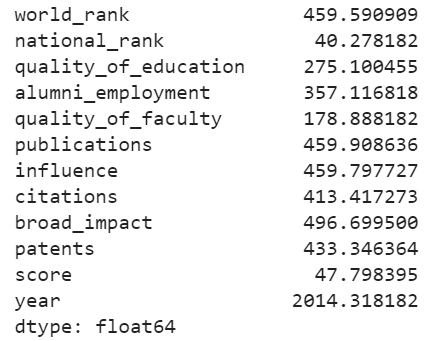 world_rank 459.590909
national_rank 40.278182
quality_of_education 275.100455
alumni_employment 357.116818
quality_of_faculty 178.888182
publications 459.908636
influence 459.797727
citations 413.417273
broad_impact 496.699500
patents 433.346364
score 47.798395
year 2014.318182
dtype: float64